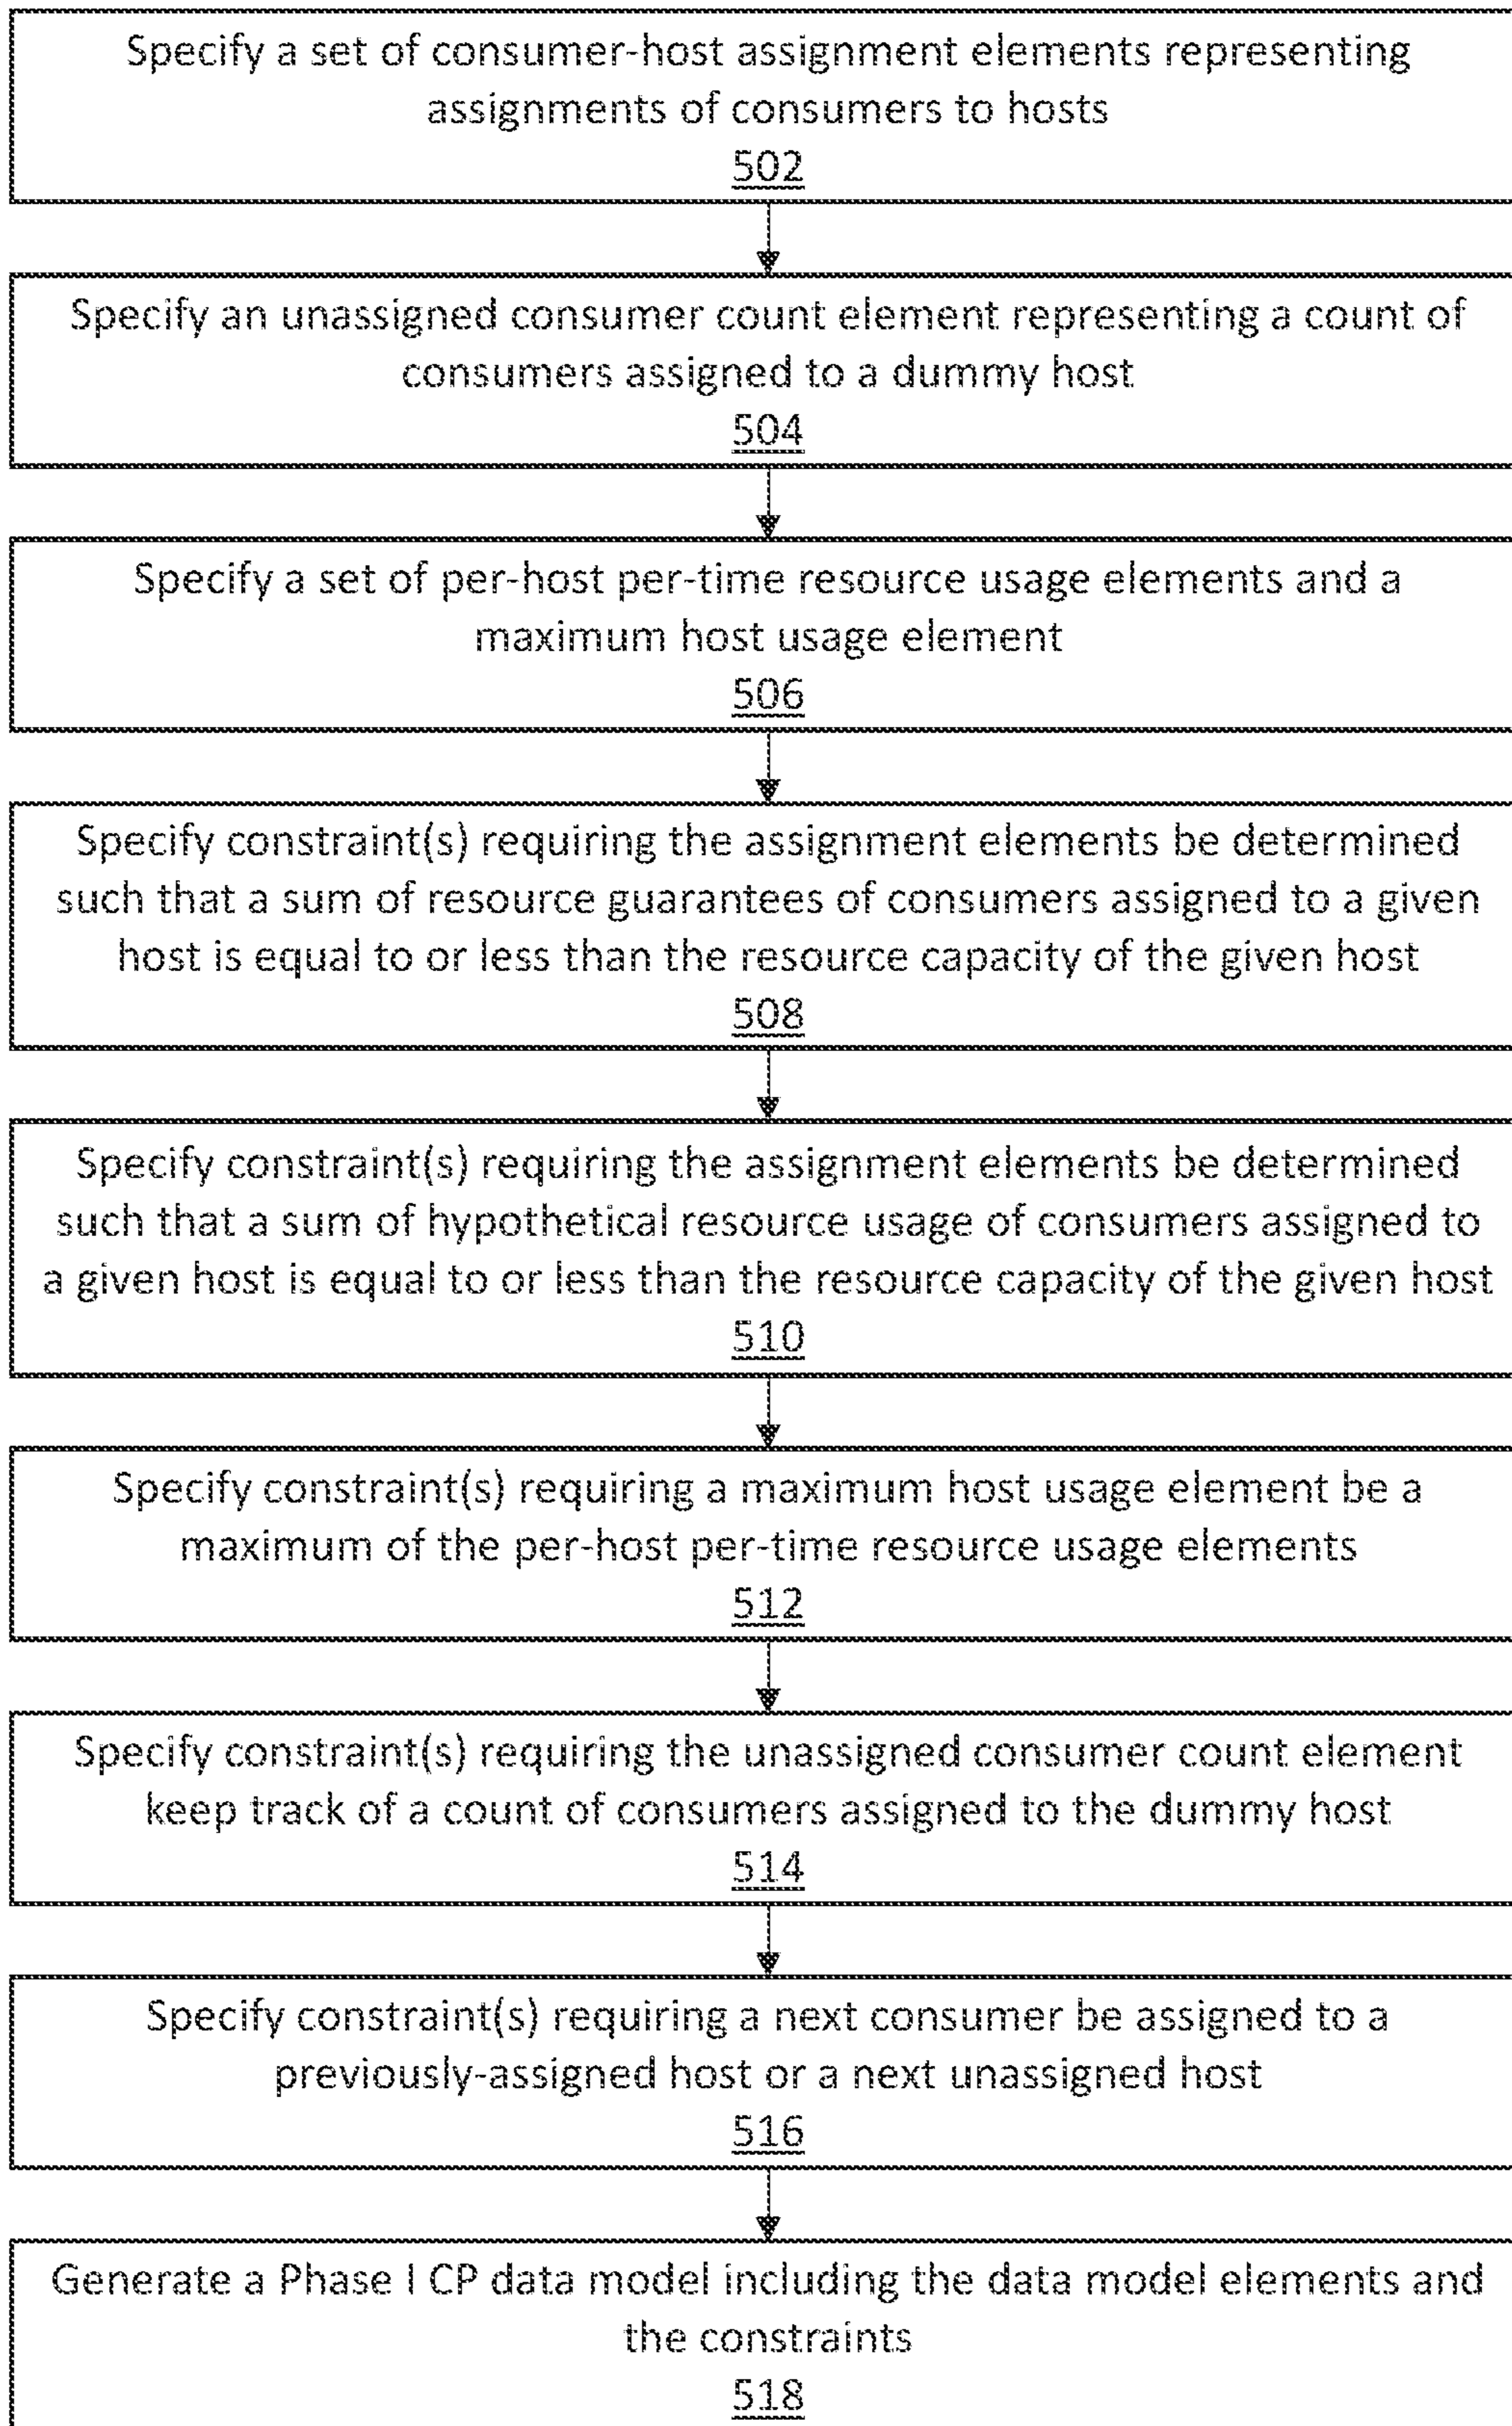 Specify a set of consumer-host assignment elements representing
assignments of consumers to hosts
502
Specify an unassigned consumer count element representing a count of
consumers assigned to a dummy host
504
Specify a set of per-host per-time resource usage elements and a
maximum host usage element
506
Specify constraint(s) requiring the assignment elements be determined
such that a sum of resource guarantees of consumers assigned to a given
host is equal to or less than the resource capacity of the given host
508
Specify constraint(s) requiring the assignment elements be determined
such that a sum of hypothetical resource usage of consumers assigned to
a given host is equal to or less than the resource capacity of the given host
510
Specify constraint(s) requiring a maximum host usage element be a
maximum of the per-host per-time resource usage elements
512
Specify constraint(s) requiring the unassigned consumer count element
keep track of a count of consumers assigned to the dummy host
514
Specify constraint(s) requiring a next consumer be assigned to a
previously-assigned host or a next unassigned host
516
Generate a Phase I CP data model including the data model elements and
the constraints
518